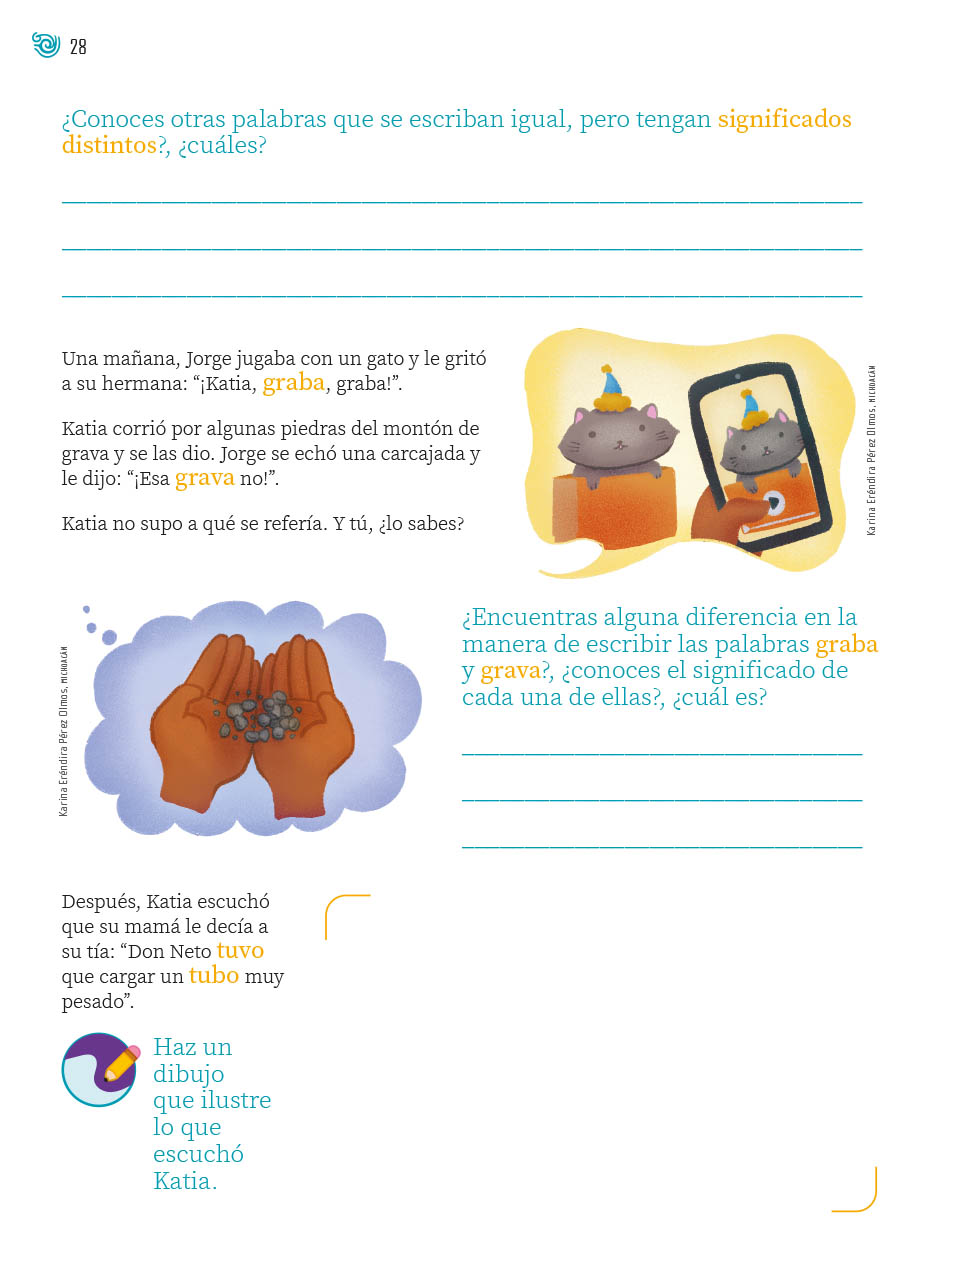 28
¿Conoces otras palabras que se escriban igual, pero tengan significados
distintos?, ¿cuáles?
Una mañana, Jorge jugaba con un gato y le gritó
a su hermana: “¡Katia, graba, graba!”.
Katia corrió por algunas piedras del montón de
grava y se las dio. Jorge se echó una carcajada y
le dijo: “¡Esa grava no!”.
Katia no supo a qué se refería. Y tú, ¿lo sabes?
Karina Eréndira Pérez Olmos, MICHOACÁN
Karina Eréndira Pérez Olmos, MICHOACÁN
¿Encuentras alguna diferencia en la
manera de escribir las palabras graba
y grava?, ¿conoces el significado de
cada una de ellas?, ¿cuál es?
Después, Katia escuchó
que su mamá le decía a
su tía: “Don Neto tuvo
que cargar un tubo muy
pesado”.
Haz un
dibujo
que ilustre
lo que
escuchó
Katia.